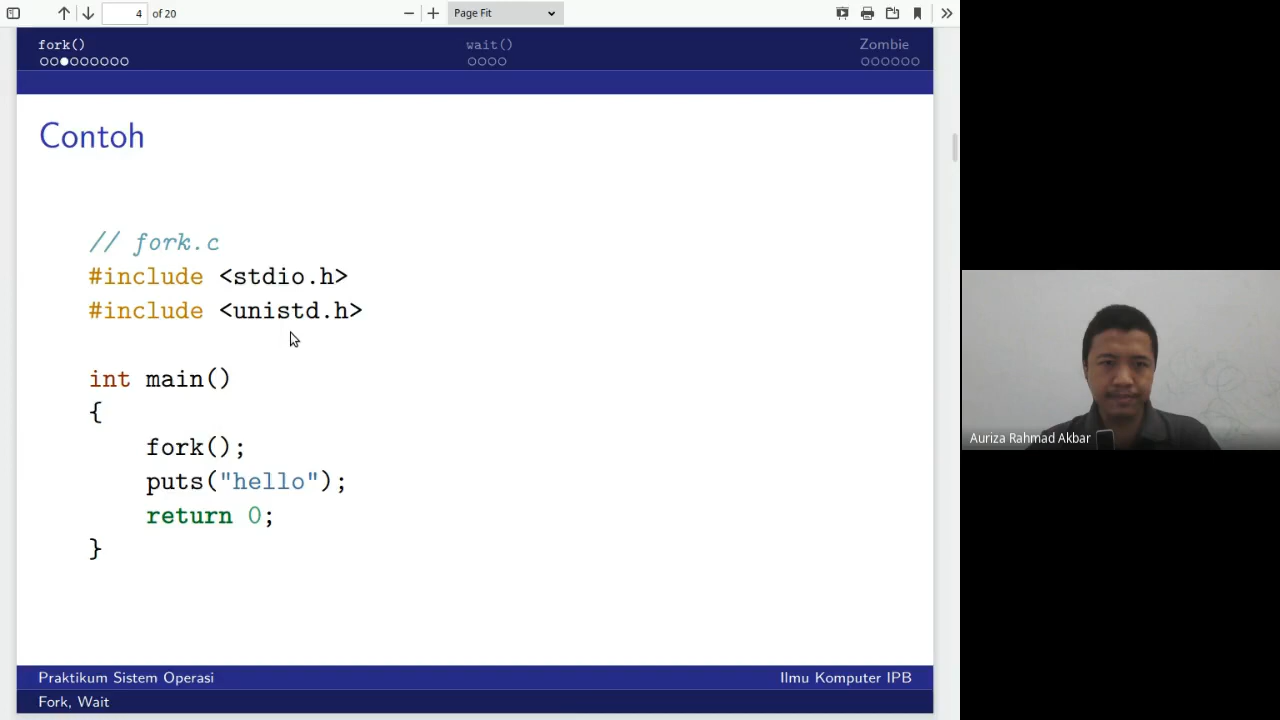 4 of 20 Page Fit
fork() wait() Zombie
Contoh
// fork.c
#include <stdio.h>
#include <unistd.h>
int main()
{
fork();
puts("hello");
return 0;
}
Auriza Rahmad Akbar
Praktikum Sistem Operasi Ilmu Komputer IPB
Fork, Wait